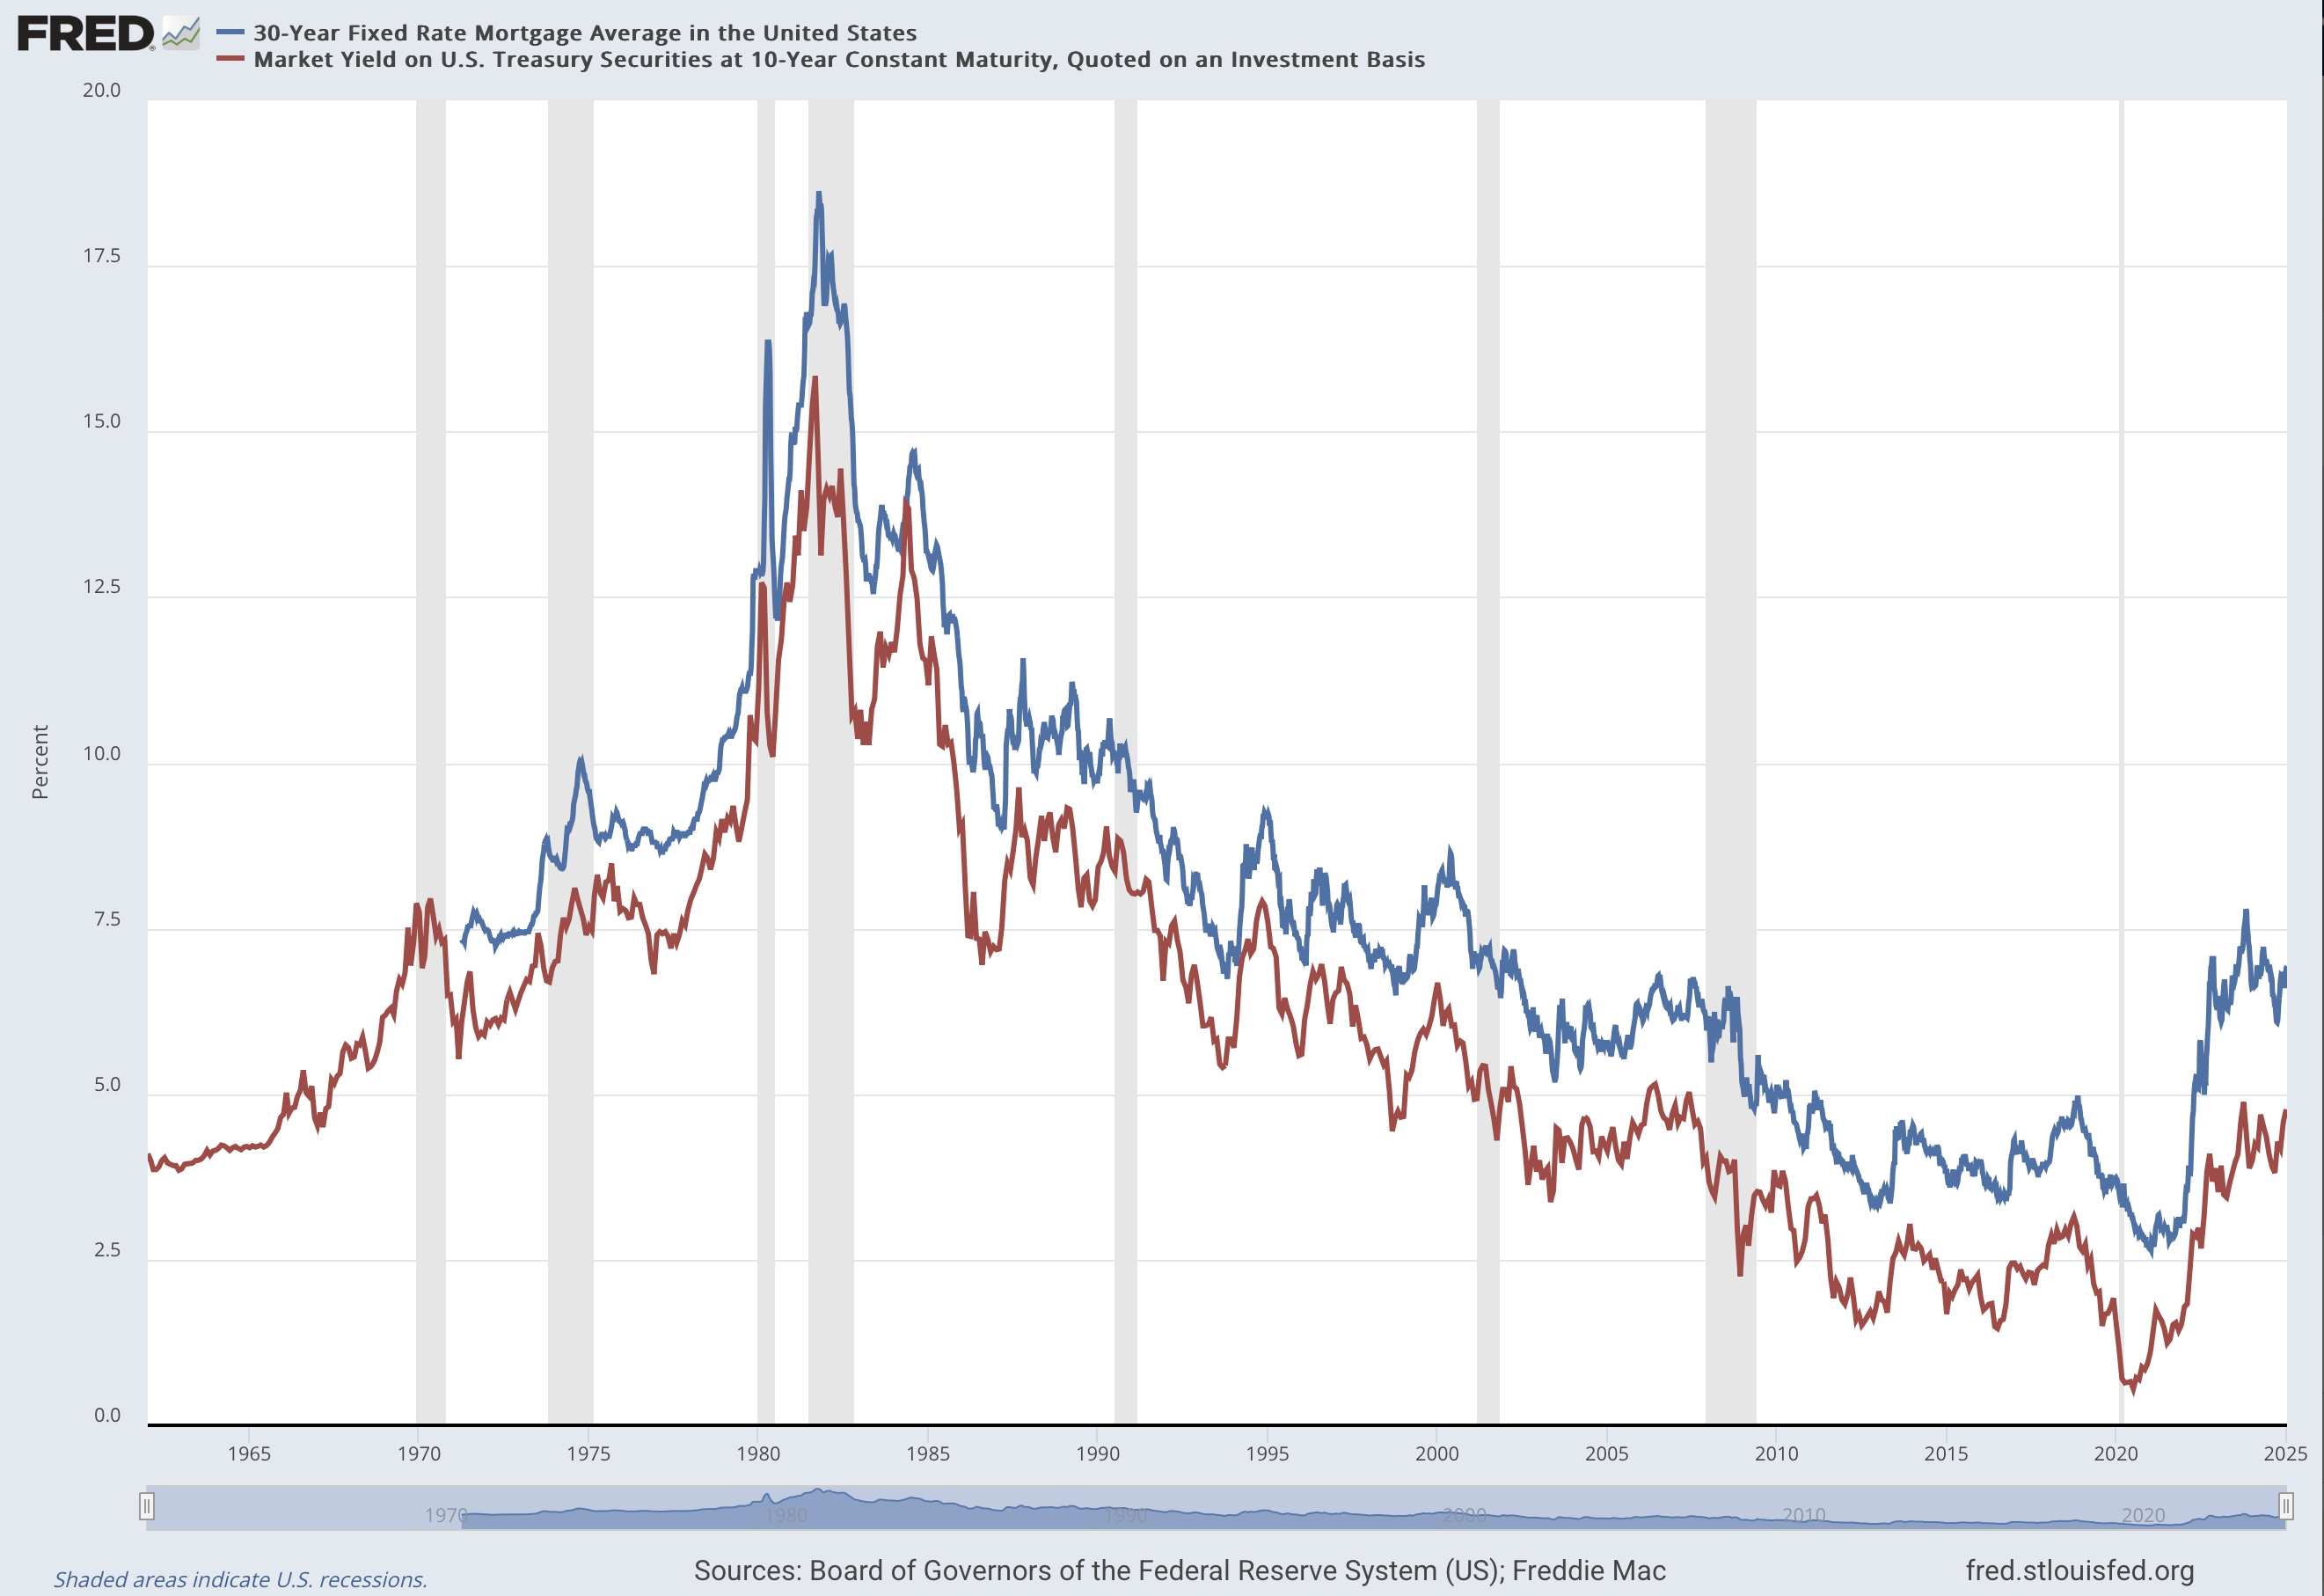 FRED
30-Year Fixed Rate Mortgage Average in the United States
Market Yield on U.S. Treasury Securities at 10-Year Constant Maturity, Quoted on an Investment Basis
20.0
17.5
15.0
12.5
10.0
7.5
5.0
2.5
0.0
Percent
1965 1970 1975 1980 1985 1990 1995 2000 2005 2010 2015 2020 2025
1970 1980 1990 2000 2010 2020
Shaded areas indicate U.S. recessions.
Sources: Board of Governors of the Federal Reserve System (US); Freddie Mac
fred.stlouisfed.org